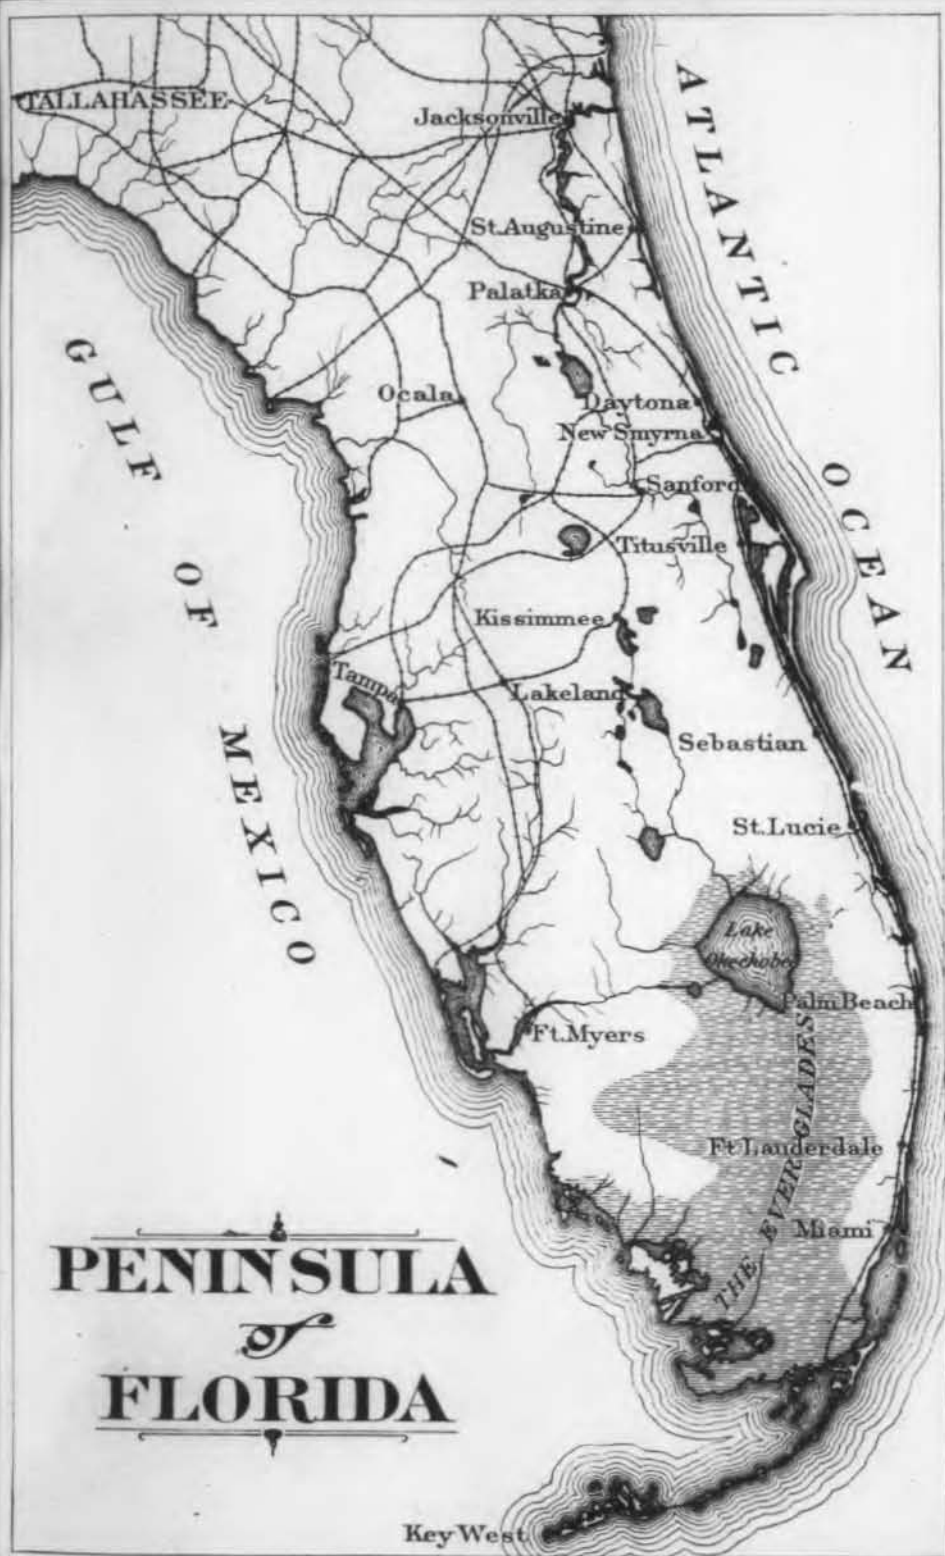 TALLAHASSEE
Jacksonville
ATLANTIC OCEAN
St. Augustine
Palatka
GULF OF MEXICO
Ocala
Daytona
New Smyrna
Sanford
Titusville
Kissimmee
Tampa
Lakeland
Sebastian
St. Lucie
Lake
Okechobe
Palm Beach
Ft. Myers
THE EVERGLADES
Ft Lauderdale
Miami
PENINSULA
of
FLORIDA
Key West